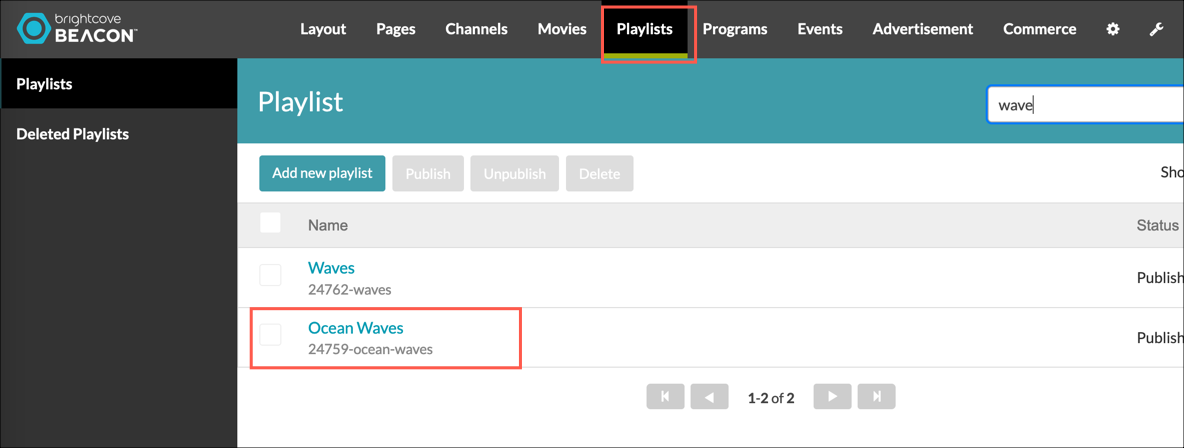 brightcove
BEACON™
Layout Pages Channels Movies Playlists Programs Events Advertisement Commerce
Playlists
Deleted Playlists
Playlist
wave
Add new playlist Publish Unpublish Delete
Sho
Name Status
Waves
24762-waves
Publish
Ocean Waves
24759-ocean-waves
Publish
1-2 of 2